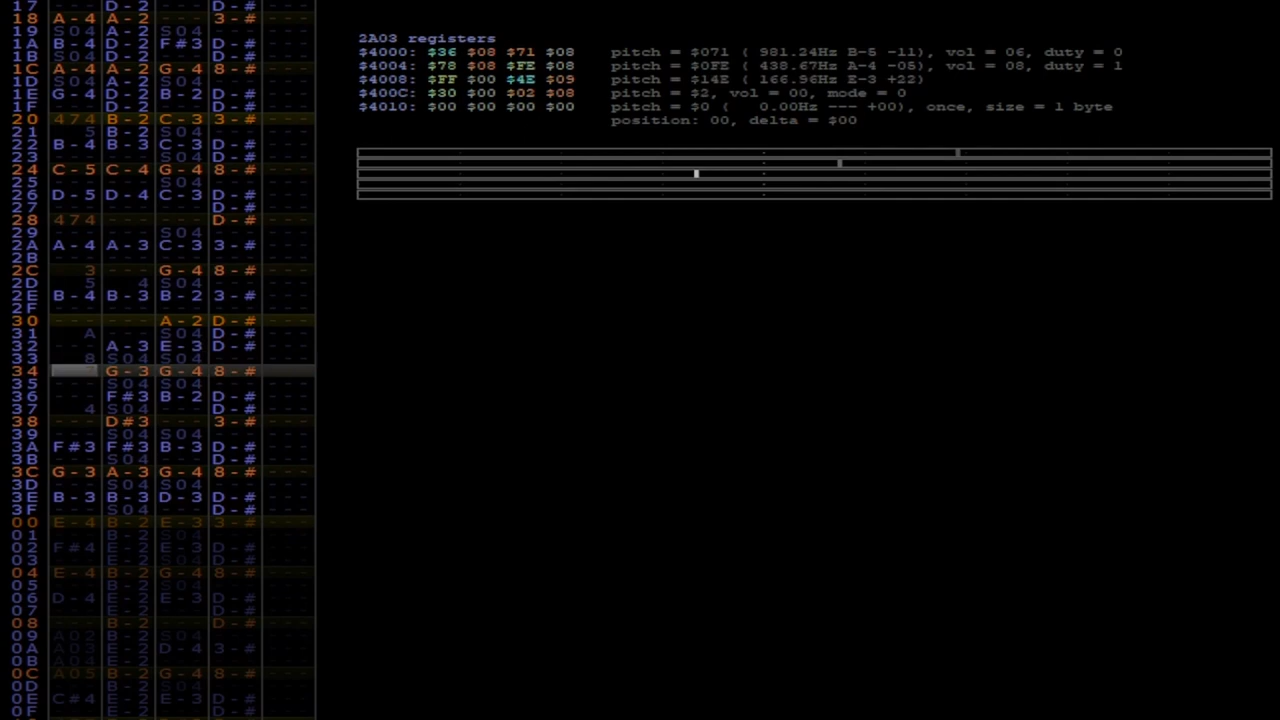 17 --- D-2 --- D-# ---
18 A-4 A-2 3-# ---
19 S04 A-2 S04 --- ---
1A B-4 D-2 F#3 D-# ---
1B S04 D-2 --- D-# ---
1C A-4 A-2 G-4 8-# ---
1D S04 A-2 S04 --- ---
1E G-4 D-2 B-2 D-# ---
1F --- D-2 --- D-# ---
20 474 B-2 C-3 3-# ---
21 5 B-2 S04 --- ---
22 B-4 B-3 C-3 D-# ---
23 --- --- S04 D-# ---
24 C-5 C-4 G-4 8-# ---
25 --- --- S04 --- ---
26 D-5 D-4 C-3 D-# ---
27 --- --- --- D-# ---
28 474 --- --- D-# ---
29 --- --- S04 --- ---
2A A-4 A-3 C-3 3-# ---
2B --- --- --- --- ---
2C 3 --- G-4 8-# ---
2D 5 4 S04 --- ---
2E B-4 B-3 B-2 3-# ---
2F --- --- --- --- ---
30 --- --- A-2 D-# ---
31 A --- S04 D-# ---
32 --- A-3 E-3 D-# ---
33 8 S04 S04 --- ---
34 7 G-3 G-4 8-# ---
35 --- S04 S04 --- ---
36 --- F#3 B-2 D-# ---
37 4 S04 --- D-# ---
38 --- D#3 3-# ---
39 --- S04 S04 --- ---
3A F#3 F#3 B-3 D-# ---
3B --- S04 --- D-# ---
3C G-3 A-3 G-4 8-# ---
3D --- S04 S04 --- ---
3E B-3 B-3 D-3 D-# ---
3F --- S04 --- D-# ---
00 E-4 B-2 E-3 3-# ---
01 --- B-2 S04 --- ---
02 F#4 E-2 E-3 D-# ---
03 --- E-2 S04 D-# ---
04 E-4 B-2 G-4 8-# ---
05 --- B-2 S04 --- ---
06 D-4 E-2 E-3 D-# ---
07 --- E-2 --- D-# ---
08 --- B-2 --- D-# ---
09 A02 B-2 S04 --- ---
0A A03 E-2 D-4 3-# ---
0B A04 E-2 --- --- ---
0C A05 B-2 G-4 8-# ---
0D --- B-2 S04 --- ---
0E C#4 E-2 E-3 D-# ---
0F --- E-2 --- D-# ---
2A03 registers
$4000: $36 $08 $71 $08 pitch = $071 ( 981.24Hz B-5 -11), vol = 06, duty = 0
$4004: $78 $08 $FE $08 pitch = $0FE ( 438.67Hz A-4 -05), vol = 08, duty = 1
$4008: $FF $00 $4E $09 pitch = $14E ( 166.96Hz E-3 +22)
$400C: $30 $00 $02 $08 pitch = $2, vol = 00, mode = 0
$4010: $00 $00 $00 $00 pitch = $0 ( 0.00Hz --- +00), once, size = 1 byte
position: 00, delta = $00